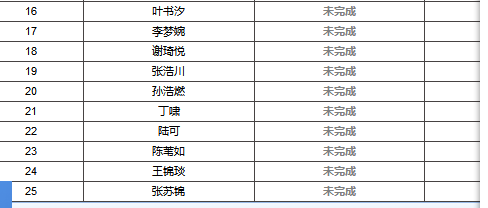 16 叶书汐 未完成
17 李梦婉 未完成
18 谢琦悦 未完成
19 张浩川 未完成
20 孙浩燃 未完成
21 丁啸 未完成
22 陆可 未完成
23 陈苇如 未完成
24 王锦琰 未完成
25 张苏锦 未完成